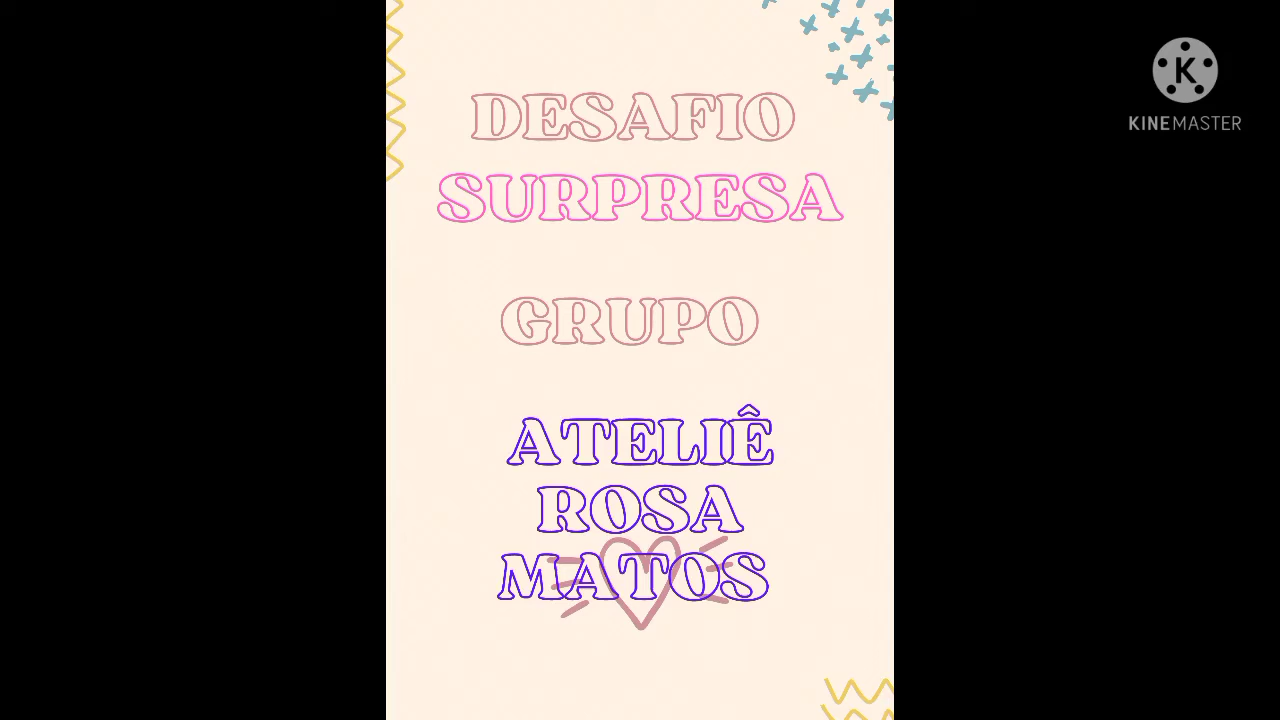 DESAFIO
SURPRESA
GRUPO
ATELIÊ
ROSA
MATOS
K
KINEMASTER